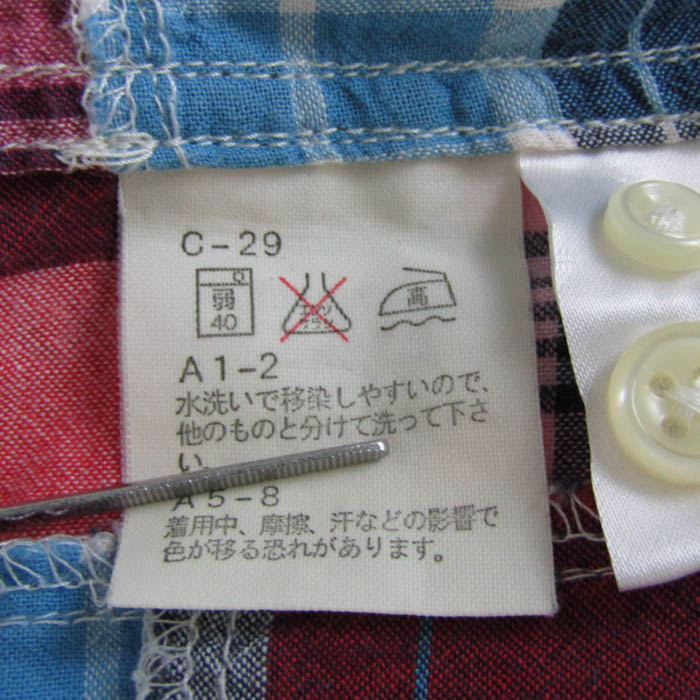 C-29
弱
40
エンソ
サラシ
高
A1-2
水洗いで移染しやすいので、
他のものと分けて洗って下さ
い。
A5-8
着用中、摩擦、汗などの影響で
色が移る恐れがあります。